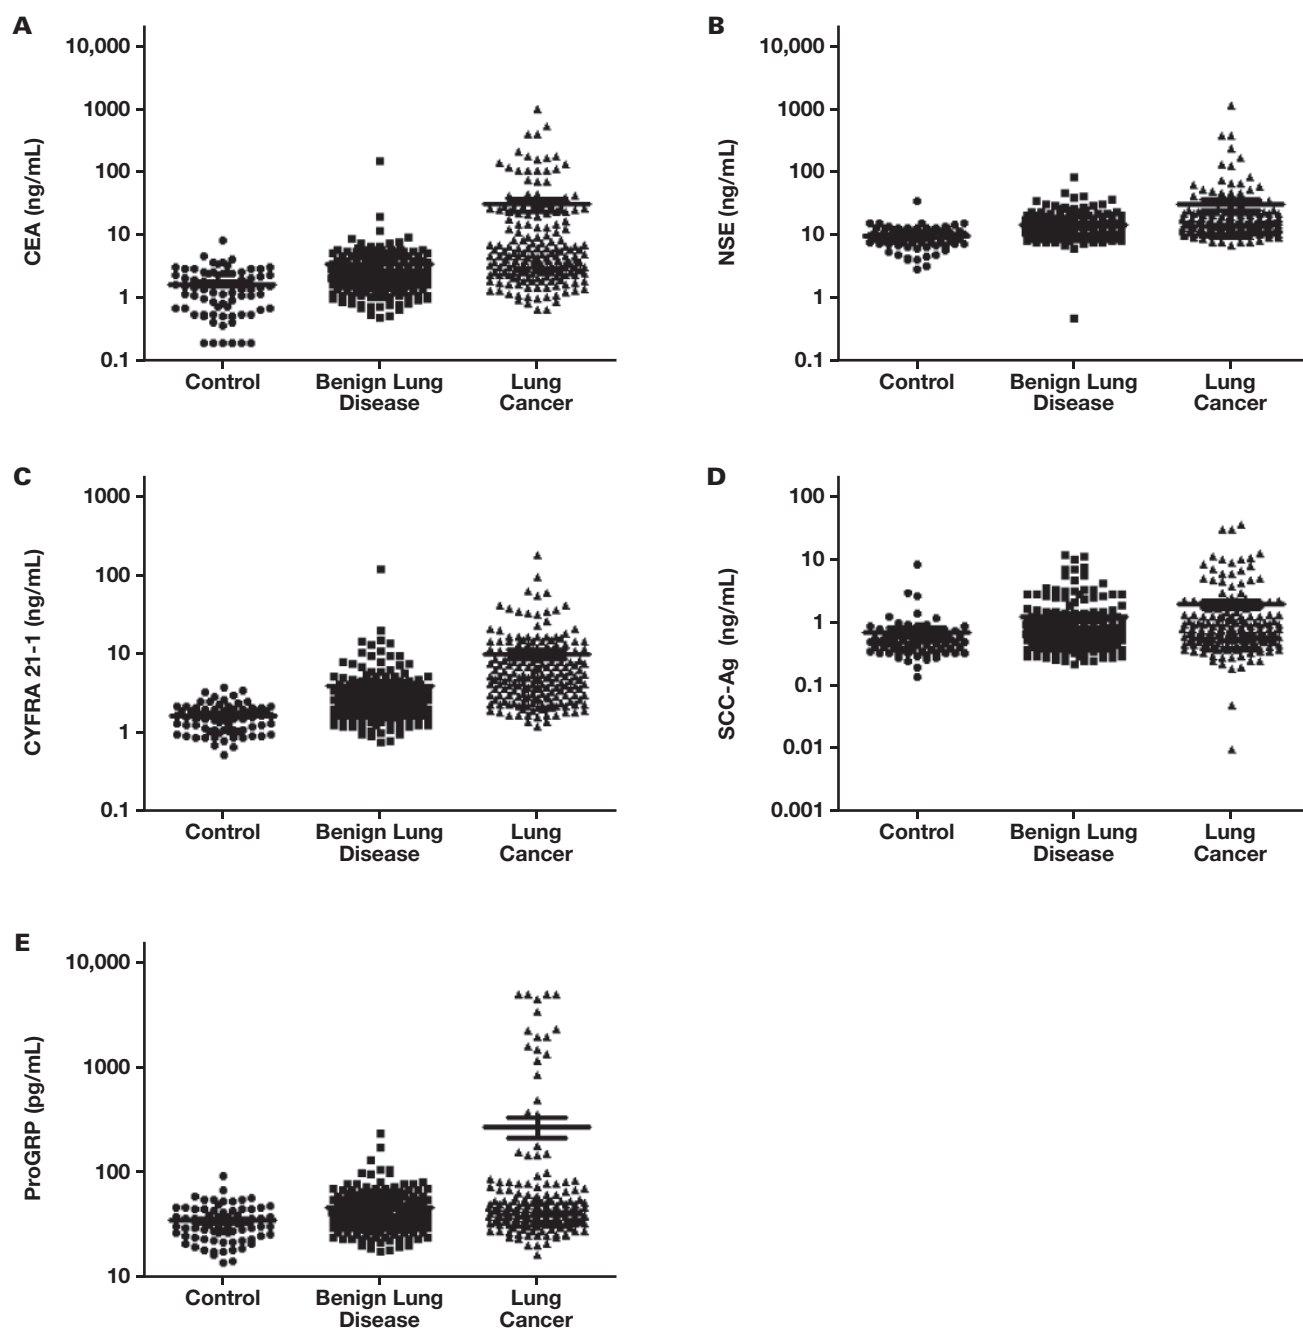 A
CEA (ng/mL)
10,000
1000
100
10
1
0.1
Control
Benign Lung
Disease
Lung
Cancer
B
NSE (ng/mL)
10,000
1000
100
10
1
0.1
Control
Benign Lung
Disease
Lung
Cancer
C
CYFRA 21-1 (ng/mL)
1000
100
10
1
0.1
Control
Benign Lung
Disease
Lung
Cancer
D
SCC-Ag (ng/mL)
100
10
1
0.1
0.01
0.001
Control
Benign Lung
Disease
Lung
Cancer
E
ProGRP (pg/mL)
10,000
1000
100
10
Control
Benign Lung
Disease
Lung
Cancer